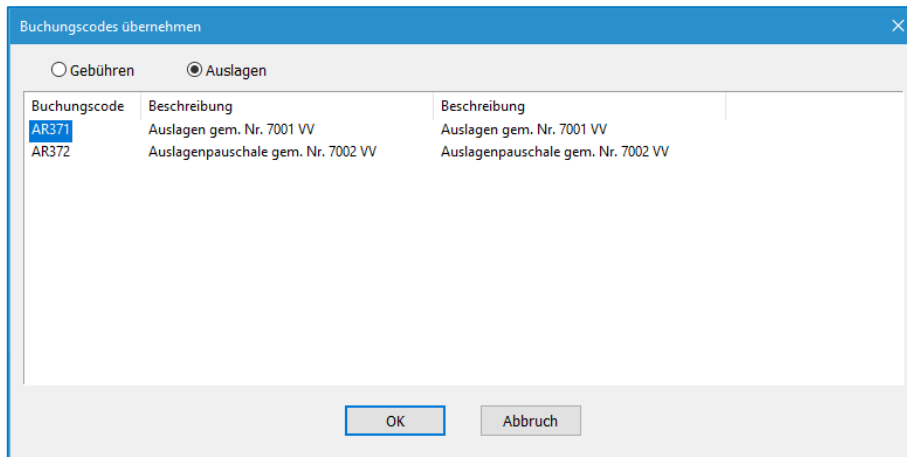 Buchungscodes übernehmen
Gebühren Auslagen
Buchungscode Beschreibung Beschreibung
AR371 Auslagen gem. Nr. 7001 VV Auslagen gem. Nr. 7001 VV
AR372 Auslagenpauschale gem. Nr. 7002 VV Auslagenpauschale gem. Nr. 7002 VV
OK Abbruch